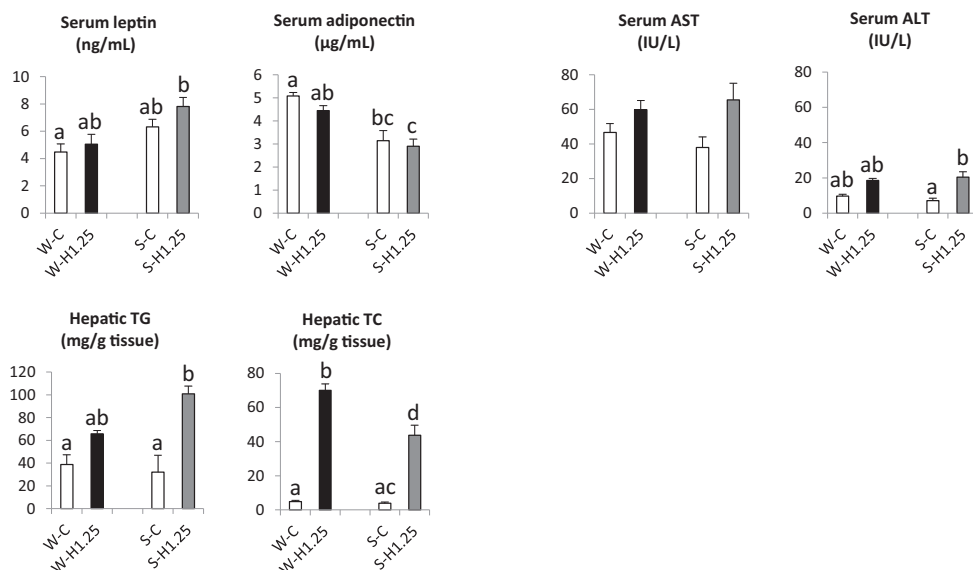 Serum leptin
(ng/mL)
10
8
6
4
2
0
a
ab
ab
b
W-C
W-H1.25
S-C
S-H1.25
Serum adiponectin
(µg/mL)
6
5
4
3
2
1
0
a
ab
bc
c
W-C
W-H1.25
S-C
S-H1.25
Serum AST
(IU/L)
80
60
40
20
0
W-C
W-H1.25
S-C
S-H1.25
Serum ALT
(IU/L)
80
60
40
20
0
ab
ab
a
b
W-C
W-H1.25
S-C
S-H1.25
Hepatic TG
(mg/g tissue)
120
100
80
60
40
20
0
a
ab
a
b
W-C
W-H1.25
S-C
S-H1.25
Hepatic TC
(mg/g tissue)
80
60
40
20
0
a
b
ac
d
W-C
W-H1.25
S-C
S-H1.25